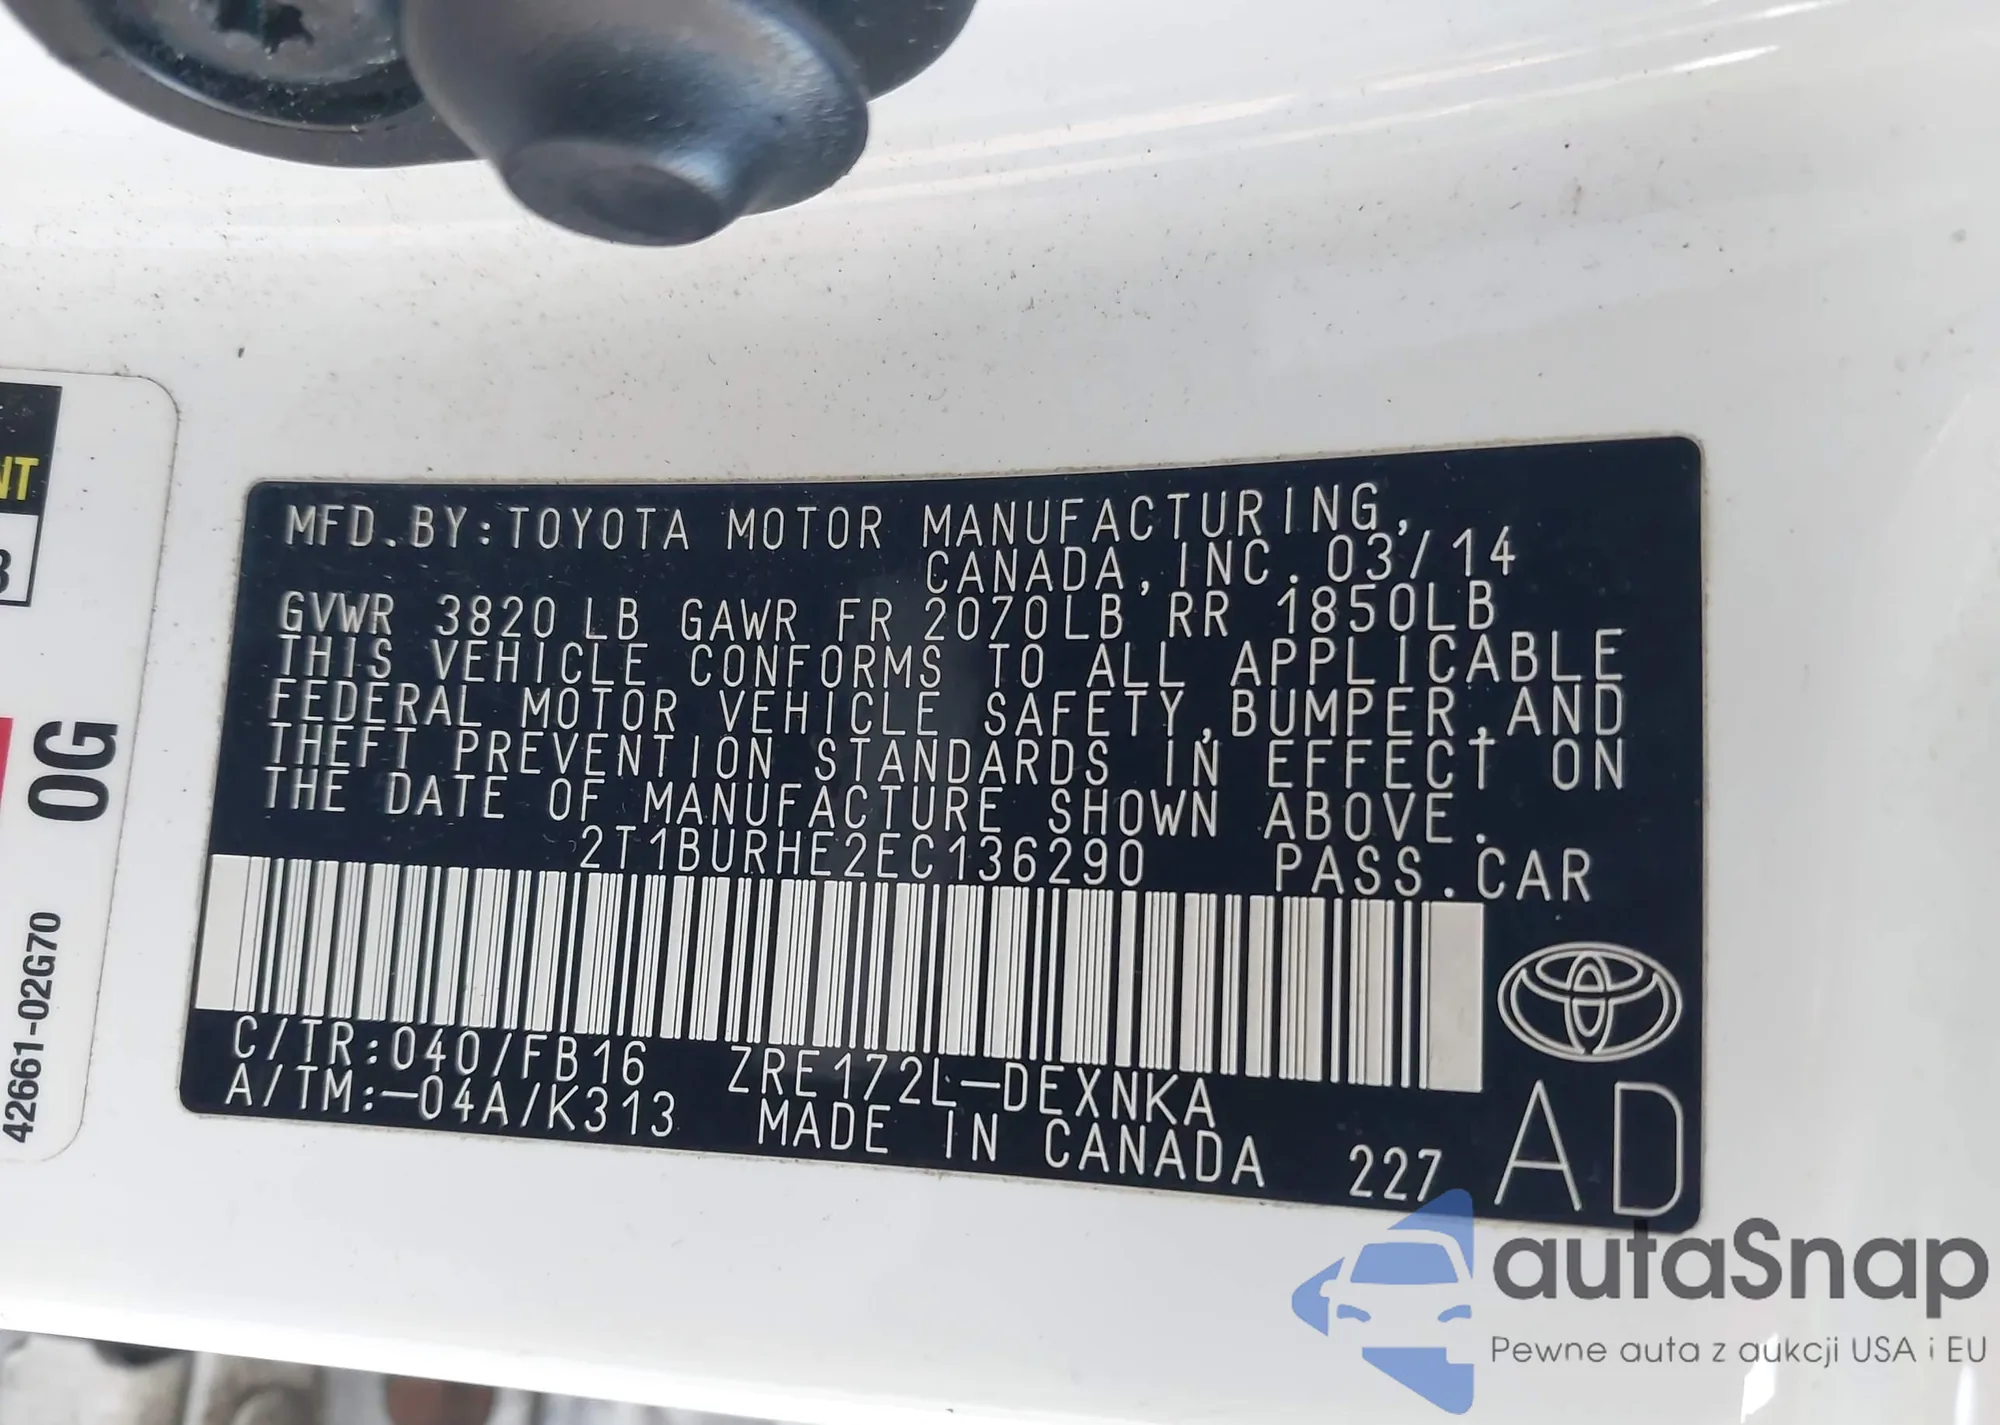 NT
0G
42661-02G70
MFD.BY:TOYOTA MOTOR MANUFACTURING,
CANADA,INC. 03/14
GVWR 3820LB GAWR FR 2070LB RR 1850LB
THIS VEHICLE CONFORMS TO ALL APPLICABLE
FEDERAL MOTOR VEHICLE SAFETY,BUMPER,AND
THEFT PREVENTION STANDARDS IN EFFECT ON
THE DATE OF MANUFACTURE SHOWN ABOVE.
2T1BURHE2EC136290 PASS.CAR
C/TR:040/FB16 ZRE172L-DEXNKA
A/TM:-04A/K313 MADE IN CANADA 227
AD
autaSnap
Pewne auta z aukcji USA i EU